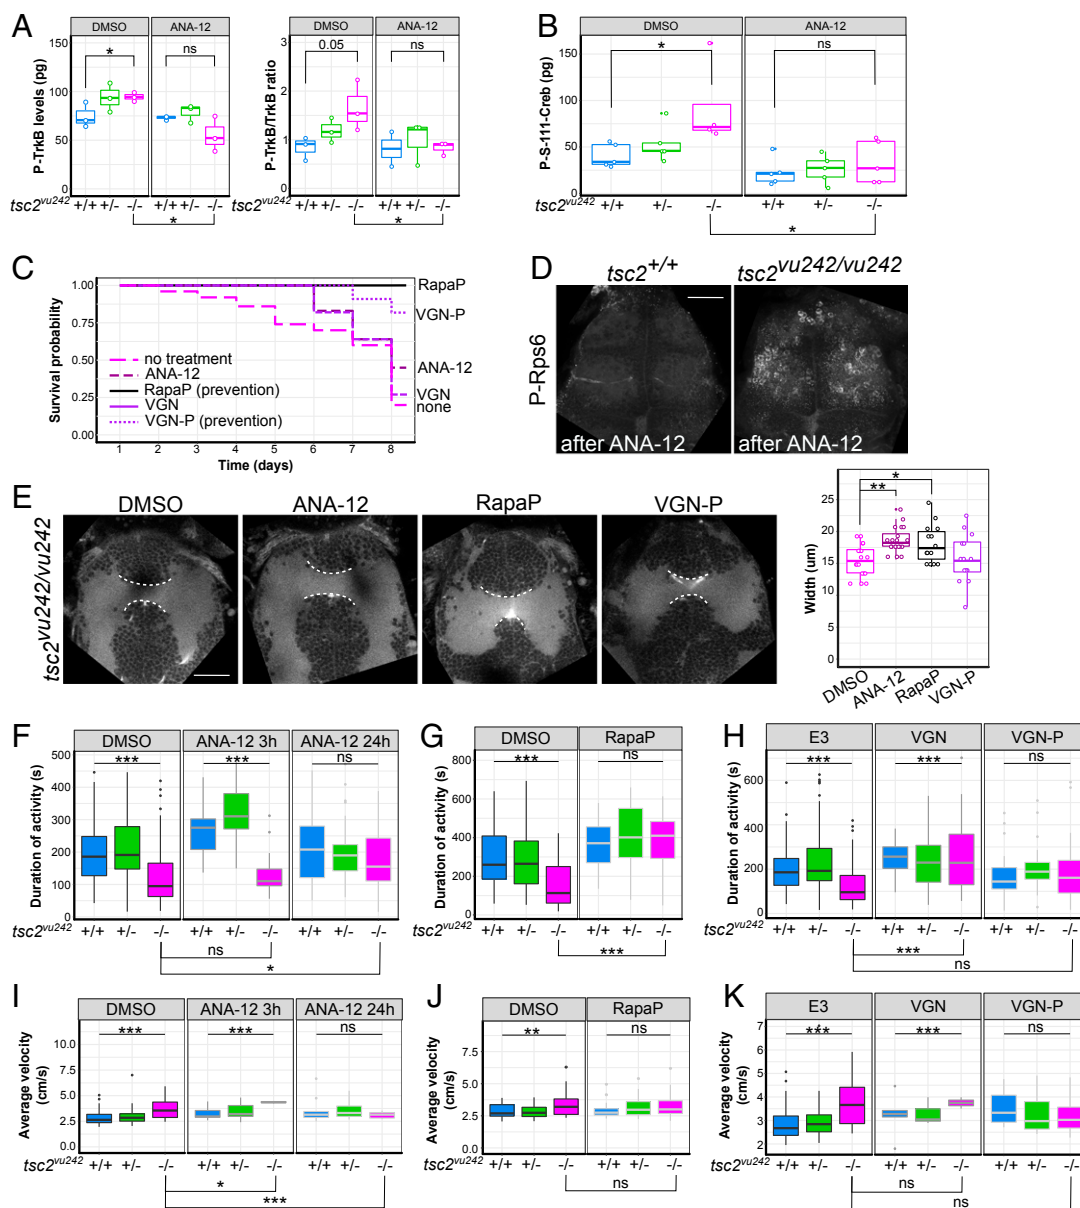 A
DMSO
ANA-12
P-TrkB levels (pg)
150
100
50
0
*
ns
tsc2vu242
+/+ +/- -/-
+/+ +/- -/-
*
DMSO
ANA-12
P-TrkB/TrkB ratio
3
2
1
0
0.05
ns
+/+ +/- -/-
+/+ +/- -/-
*
B
DMSO
ANA-12
P-S-111-Creb (pg)
150
100
50
0
*
ns
tsc2vu242
+/+ +/- -/-
+/+ +/- -/-
*
C
Survival probability
1.00
0.75
0.50
0.25
0.00
no treatment
ANA-12
RapaP (prevention)
VGN
VGN-P (prevention)
RapaP
VGN-P
ANA-12
VGN
none
1 2 3 4 5 6 7 8
Time (days)
D
tsc2+/+
tsc2vu242/vu242
P-Rps6
after ANA-12
after ANA-12
E
DMSO
ANA-12
RapaP
VGN-P
tsc2vu242/vu242
Width (um)
25
20
15
10
5
0
*
**
DMSO
ANA-12
RapaP
VGN-P
F
DMSO
ANA-12 3h
ANA-12 24h
Duration of activity (s)
500
400
300
200
100
0
***
***
ns
tsc2vu242
+/+ +/- -/-
+/+ +/- -/-
+/+ +/- -/-
ns
*
G
DMSO
RapaP
Duration of activity (s)
800
600
400
200
0
***
ns
+/+ +/- -/-
+/+ +/- -/-
***
H
E3
VGN
VGN-P
Duration of activity (s)
600
400
200
0
***
***
ns
tsc2vu242
+/+ +/- -/-
+/+ +/- -/-
+/+ +/- -/-
***
ns
I
DMSO
ANA-12 3h
ANA-12 24h
Average velocity
(cm/s)
10.0
7.5
5.0
2.5
0.0
***
***
ns
tsc2vu242
+/+ +/- -/-
+/+ +/- -/-
+/+ +/- -/-
*
***
J
DMSO
RapaP
Average velocity
(cm/s)
7.5
5.0
2.5
0.0
**
ns
+/+ +/- -/-
+/+ +/- -/-
ns
K
E3
VGN
VGN-P
Average velocity
(cm/s)
7
6
5
4
3
2
***
***
ns
tsc2vu242
+/+ +/- -/-
+/+ +/- -/-
+/+ +/- -/-
ns
ns